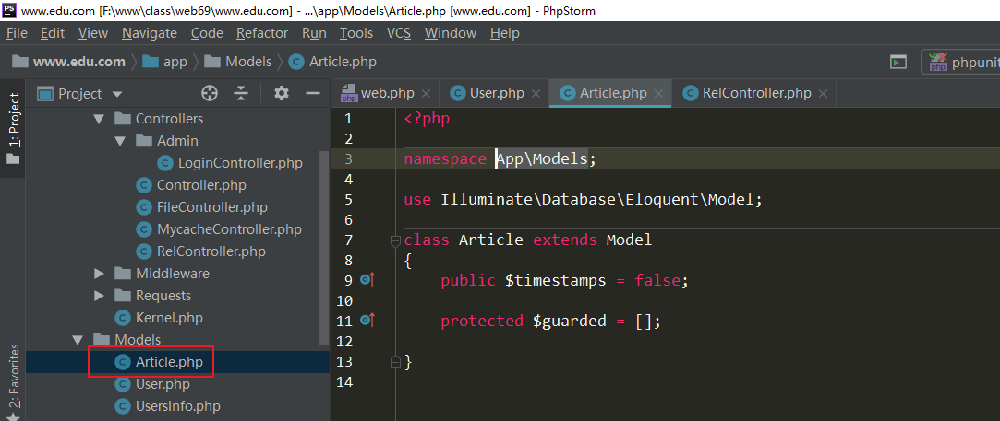 www.edu.com [F:\www\class\web69\www.edu.com] - ...\app\Models\Article.php [www.edu.com] - PhpStorm
File Edit View Navigate Code Refactor Run Tools VCS Window Help
www.edu.com app Models Article.php phpunit
1: Project
2: Favorites
Project
Controllers
Admin
LoginController.php
Controller.php
FileController.php
MycacheController.php
RelController.php
Middleware
Requests
Kernel.php
Models
Article.php
User.php
UsersInfo.php
web.php User.php Article.php RelController.php
1 <?php
2
3 namespace App\Models;
4
5 use Illuminate\Database\Eloquent\Model;
6
7 class Article extends Model
8 {
9 public $timestamps = false;
10
11 protected $guarded = [];
12
13 }
14